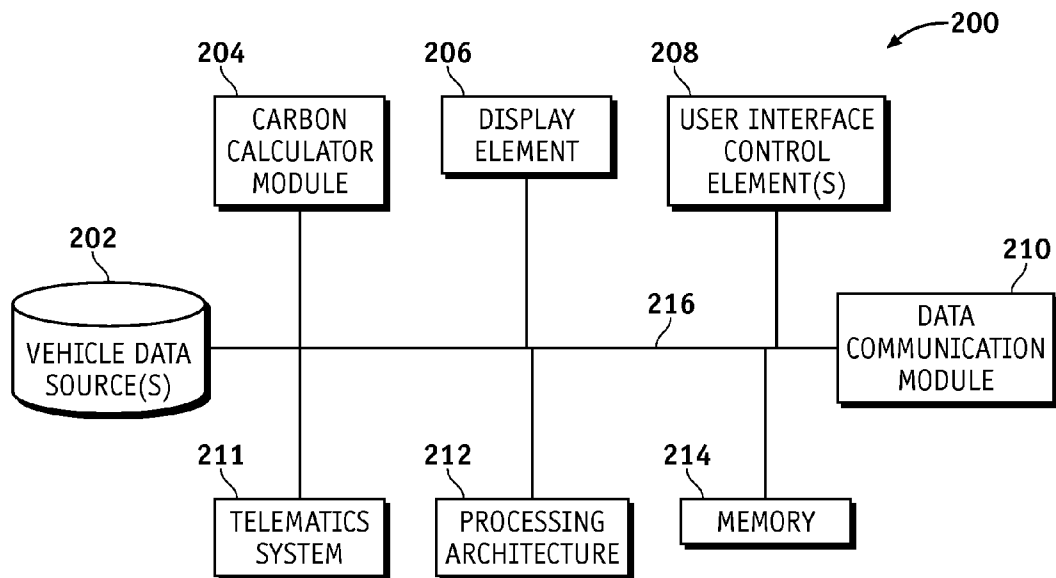 200
204
206
208
CARBON
CALCULATOR
MODULE
DISPLAY
ELEMENT
USER INTERFACE
CONTROL
ELEMENT(S)
202
210
216
VEHICLE DATA
SOURCE(S)
DATA
COMMUNICATION
MODULE
211
212
214
TELEMATICS
SYSTEM
PROCESSING
ARCHITECTURE
MEMORY